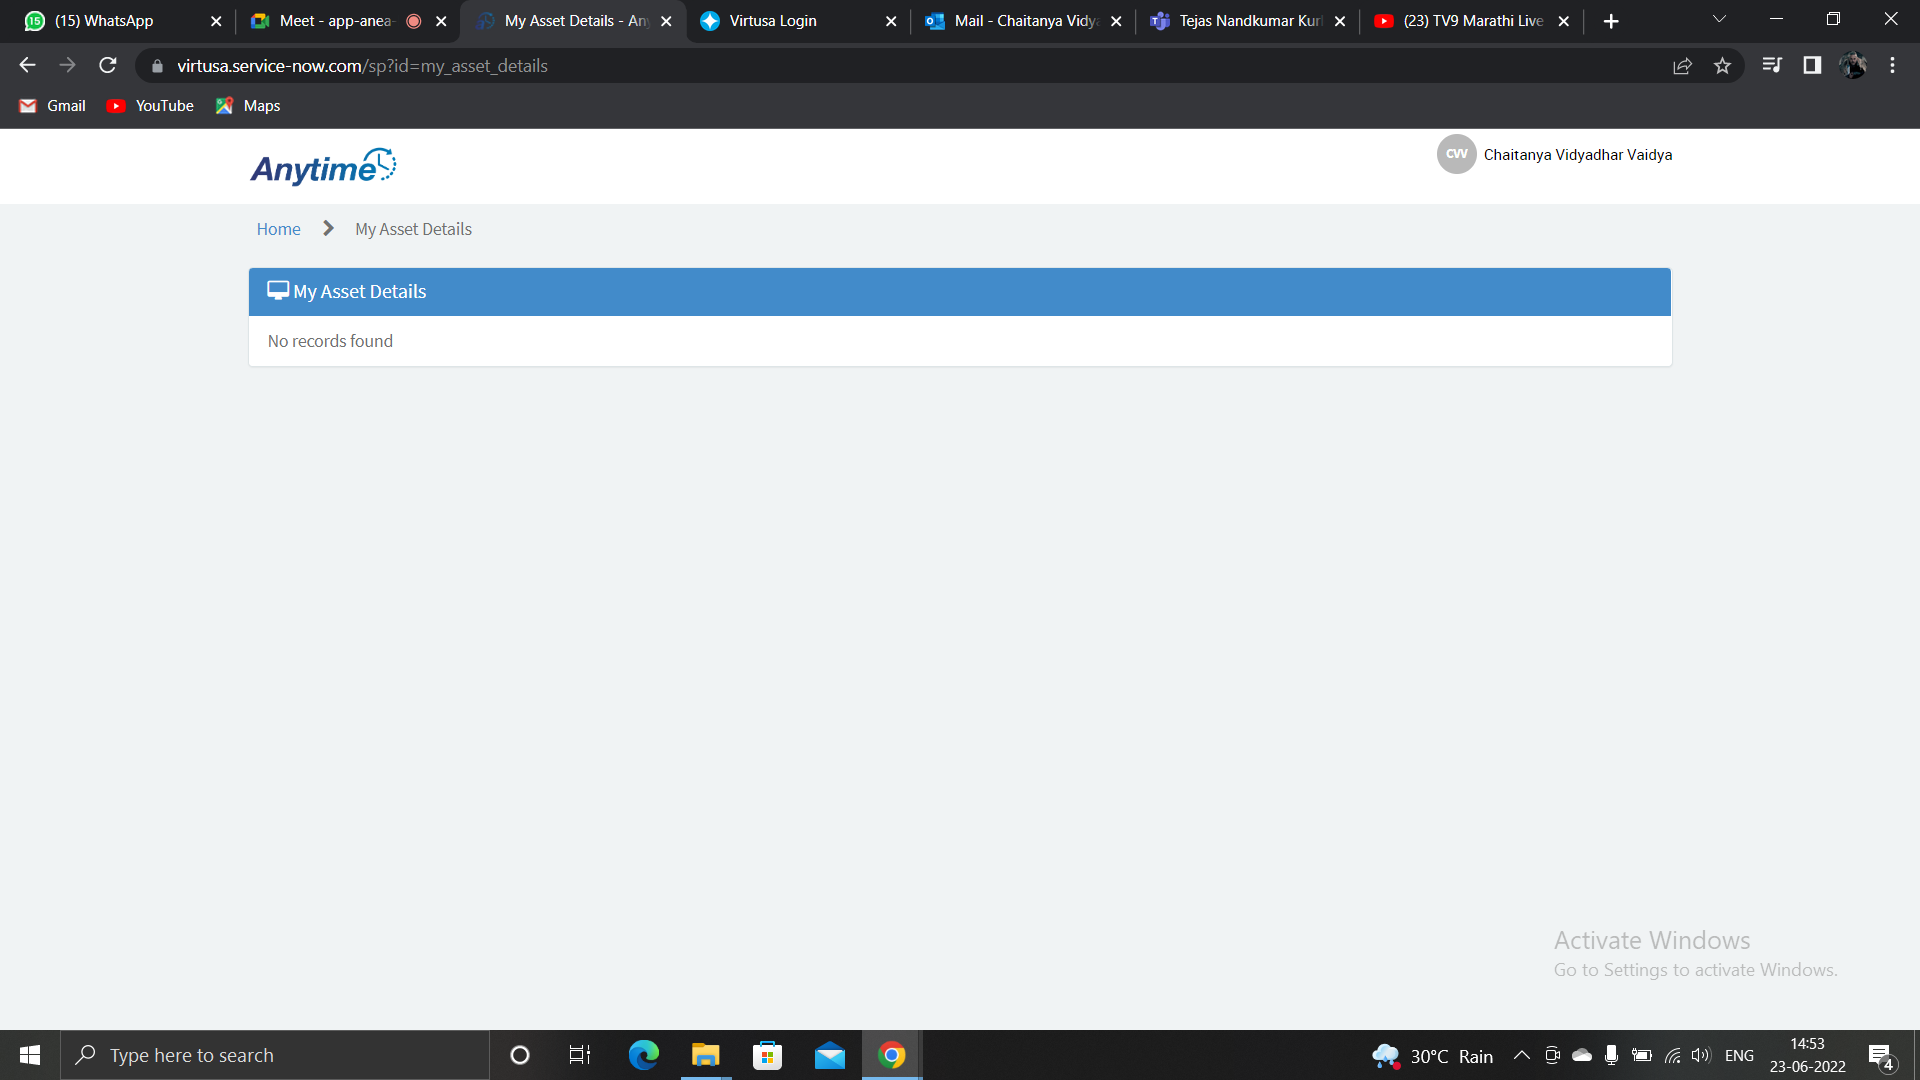 (15) WhatsApp
Meet - app-anea-
My Asset Details - Any
Virtusa Login
Mail - Chaitanya Vidya
Tejas Nandkumar Kurl
(23) TV9 Marathi Live
virtusa.service-now.com/sp?id=my_asset_details
Gmail
YouTube
Maps
Anytime
CVV
Chaitanya Vidyadhar Vaidya
Home
My Asset Details
My Asset Details
No records found
Activate Windows
Go to Settings to activate Windows.
Type here to search
30°C Rain
ENG
14:53
23-06-2022
4